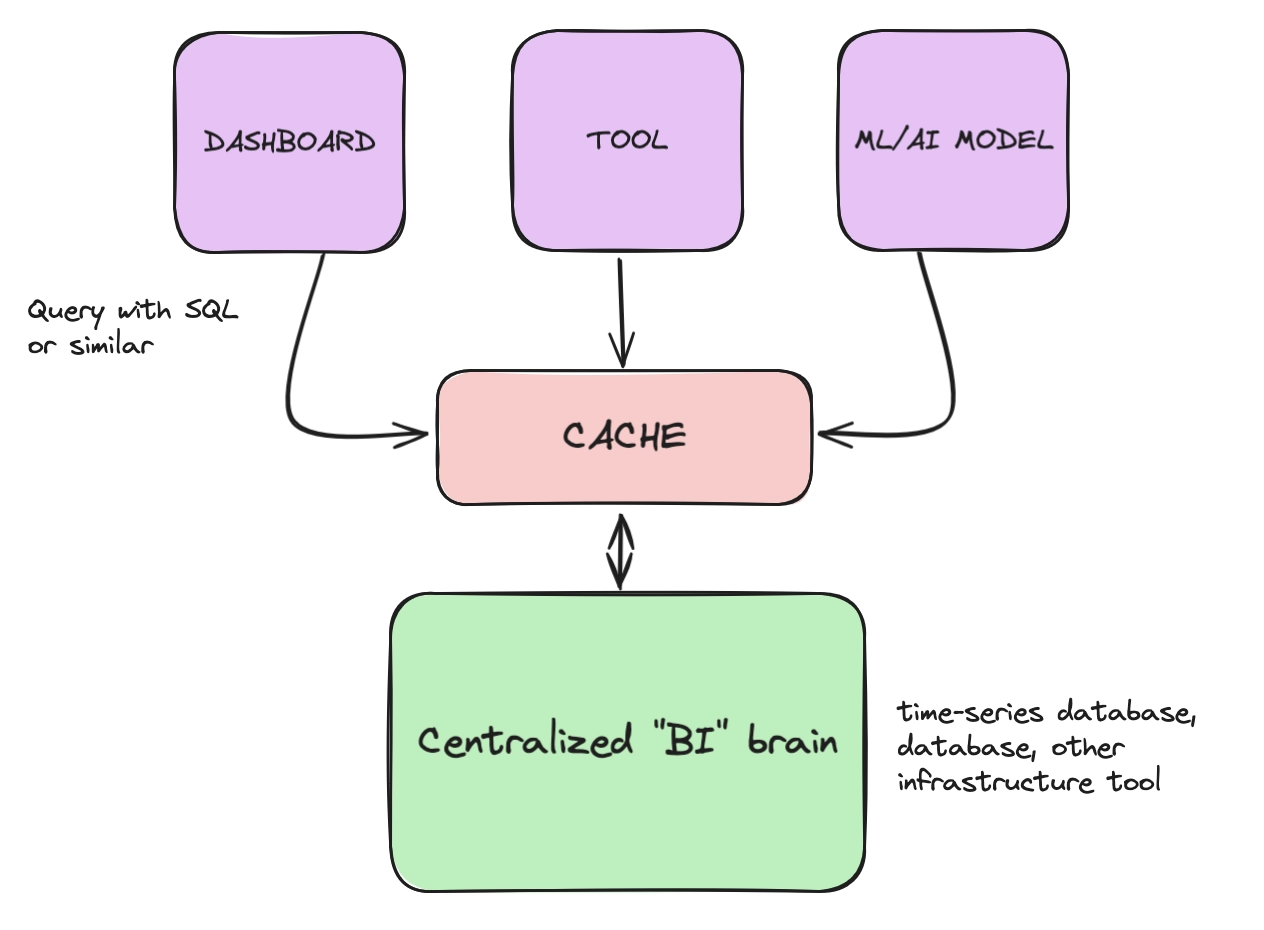 DASHBOARD
TOOL
ML/AI MODEL
Query with SQL
or similar
CACHE
Centralized "BI" brain
time-series database,
database, other
infrastructure tool